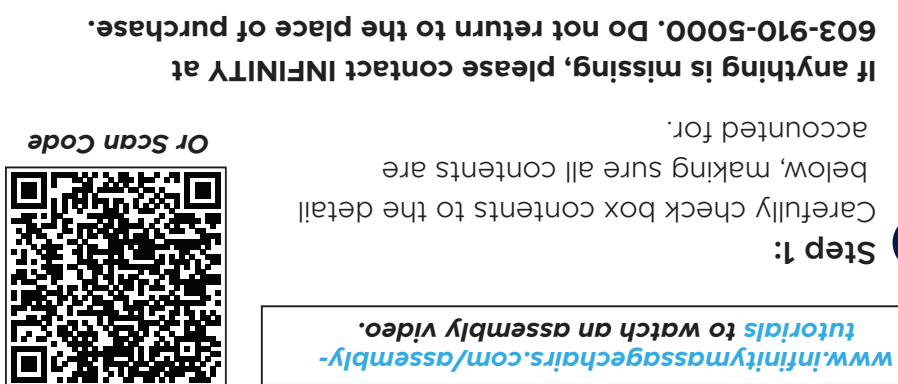 www.infinitymassagechairs.com/assembly-
tutorials to watch an assembly video.
Step 1:
Carefully check box contents to the detail
below, making sure all contents are
accounted for.
Or Scan Code
If anything is missing, please contact INFINITY at
603-910-5000. Do not return to the place of purchase.